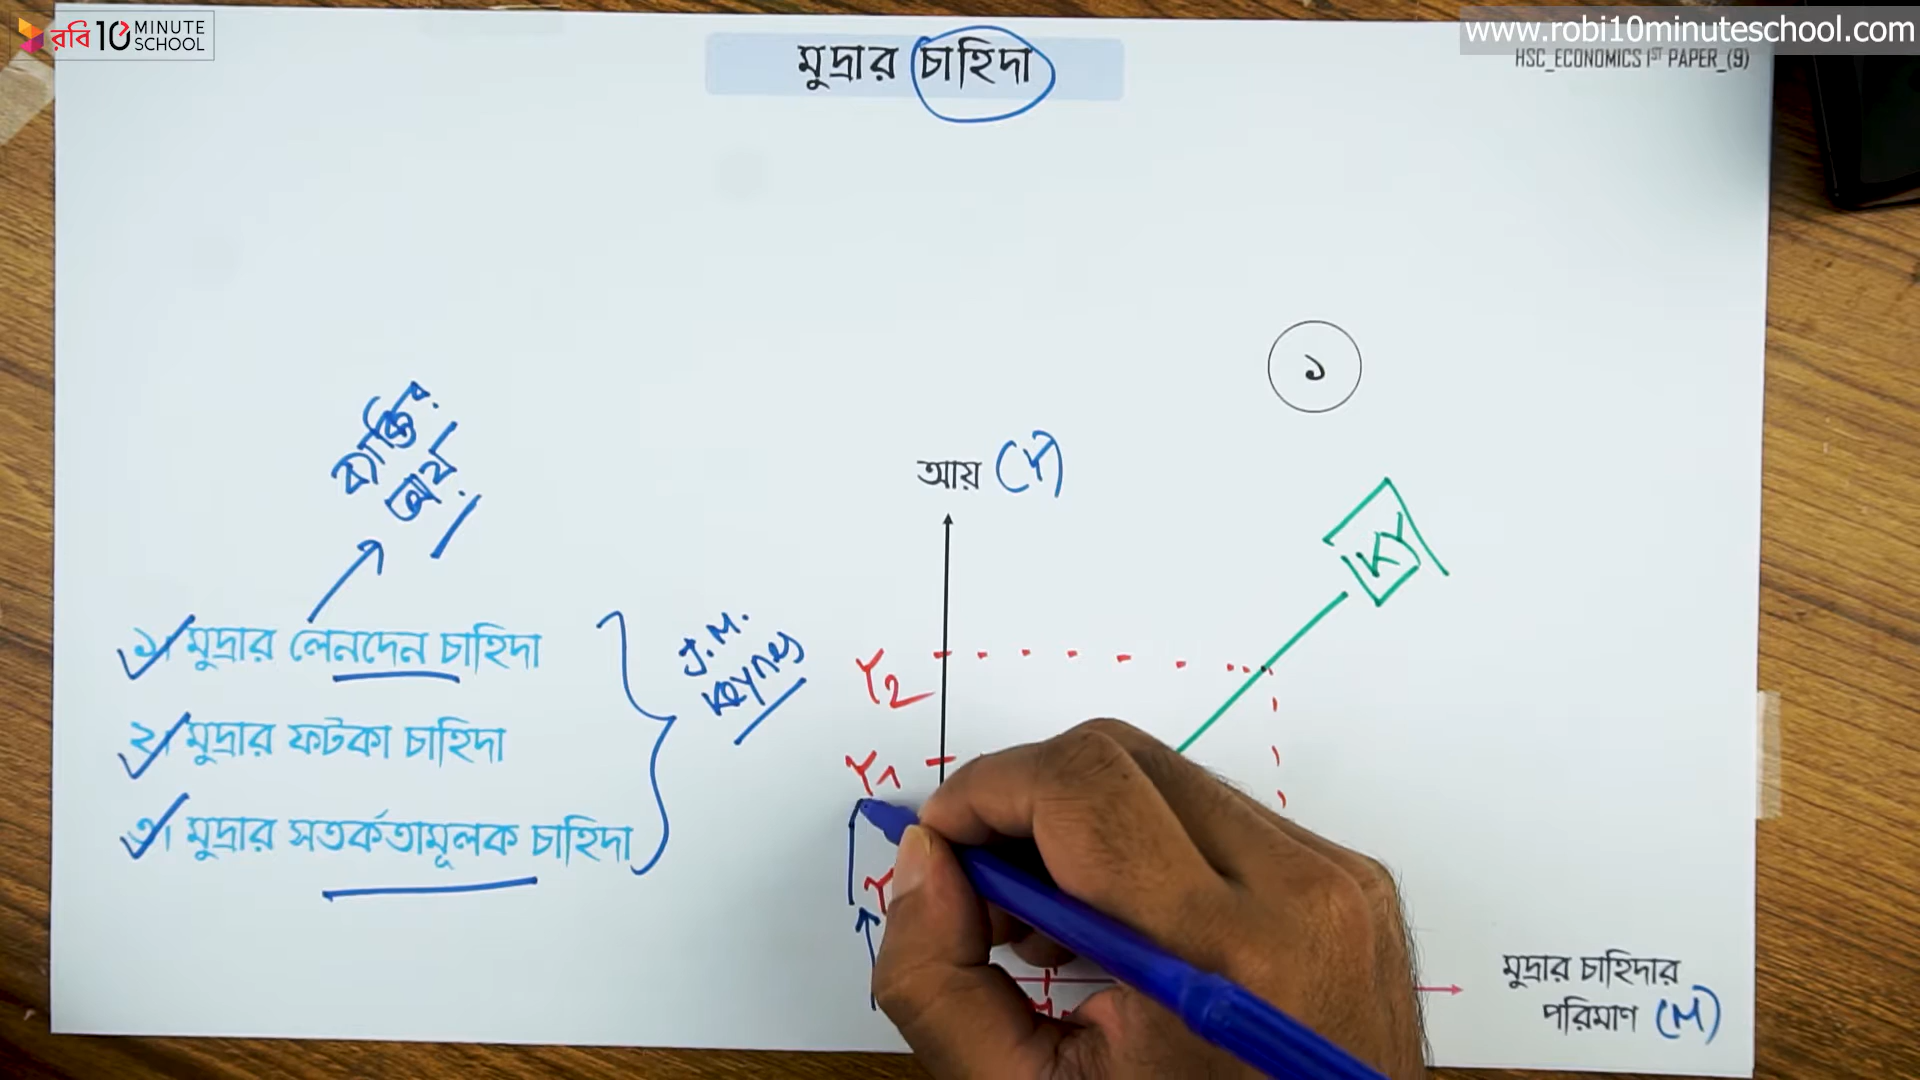 রবি 10 MINUTE SCHOOL
www.robi10minuteschool.com
HSC_ECONOMICS 1ST PAPER_(9)
মুদ্রার চাহিদা
১
আয় (Y)
KY
১। মুদ্রার লেনদেন চাহিদা
২। মুদ্রার ফটকা চাহিদা
৩। মুদ্রার সতর্কতামূলক চাহিদা
J.M.
Keynes
Y2
Y1
Y
মুদ্রার চাহিদার
পরিমাণ (M)